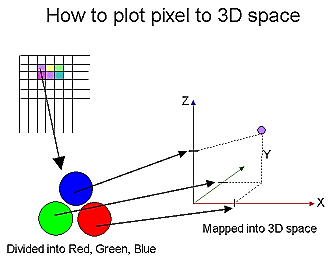 How to plot pixel to 3D space
Z
Y
X
Mapped into 3D space
Divided into Red, Green, Blue